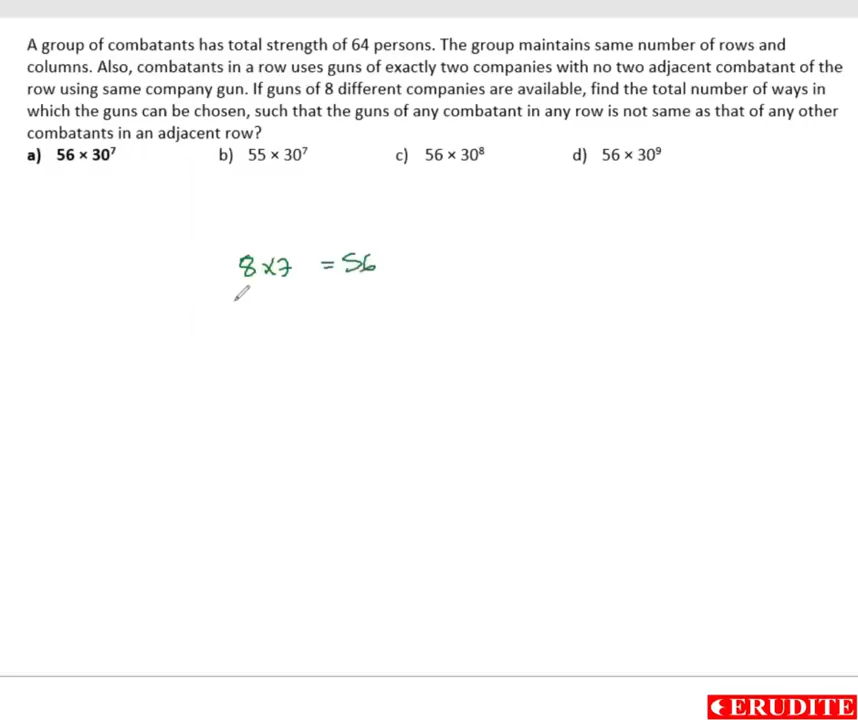 A group of combatants has total strength of 64 persons. The group maintains same number of rows and
columns. Also, combatants in a row uses guns of exactly two companies with no two adjacent combatant of the
row using same company gun. If guns of 8 different companies are available, find the total number of ways in
which the guns can be chosen, such that the guns of any combatant in any row is not same as that of any other
combatants in an adjacent row?
a) 56 × 30⁷ b) 55 × 30⁷ c) 56 × 30⁸ d) 56 × 30⁹
8 × 7 = 56
ERUDITE